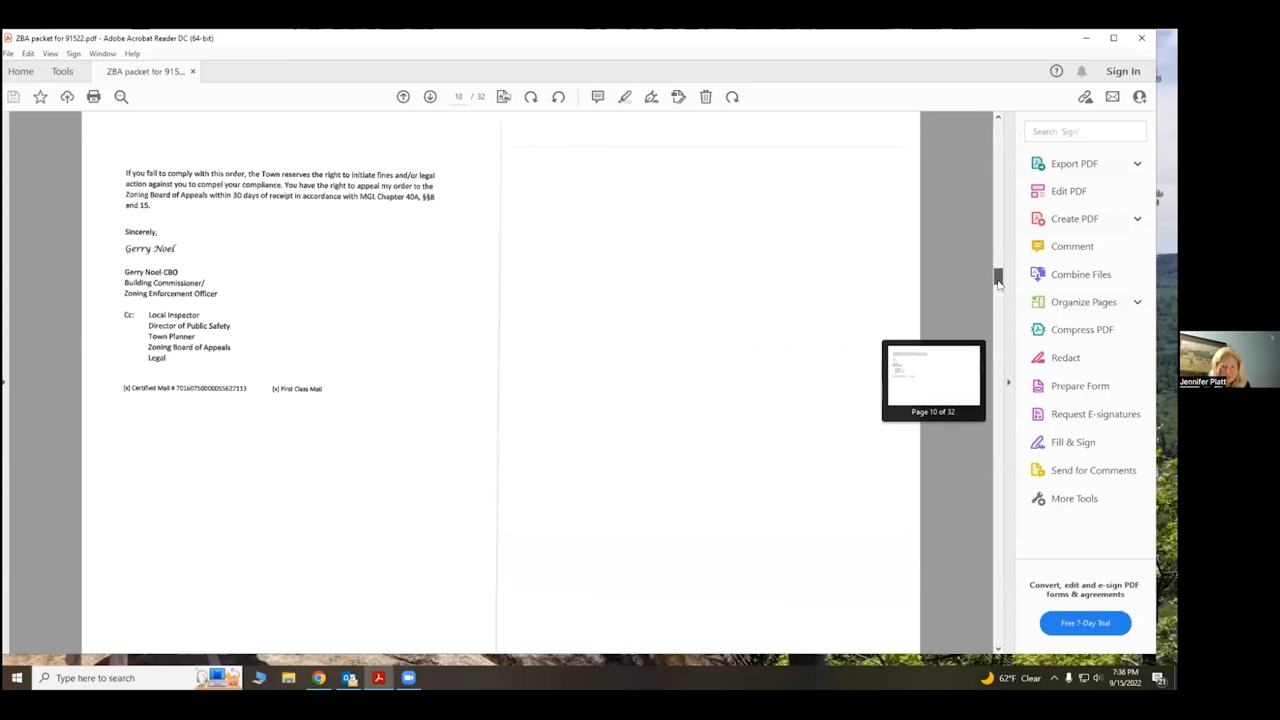 ZBA packet for 91522.pdf - Adobe Acrobat Reader DC (64-bit)
File Edit View Sign Window Help
Home Tools ZBA packet for 915... × Sign In
10 / 32
If you fail to comply with this order, the Town reserves the right to initiate fines and/or legal
action against you to compel your compliance. You have the right to appeal my order to the
Zoning Board of Appeals within 30 days of receipt in accordance with MGL Chapter 40A, §§8
and 15.
Sincerely,
Gerry Noel
Gerry Noel-CBO
Building Commissioner/
Zoning Enforcement Officer
Cc: Local Inspector
Director of Public Safety
Town Planner
Zoning Board of Appeals
Legal
[x] Certified Mail # 70160750000055627113 [x] First Class Mail
Page 10 of 32
Search 'Sign'
Export PDF
Edit PDF
Create PDF
Comment
Combine Files
Organize Pages
Compress PDF
Redact
Prepare Form
Request E-signatures
Fill & Sign
Send for Comments
More Tools
Convert, edit and e-sign PDF
forms & agreements
Free 7-Day Trial
Jennifer Platt
Type here to search
62°F Clear
7:36 PM
9/15/2022
21